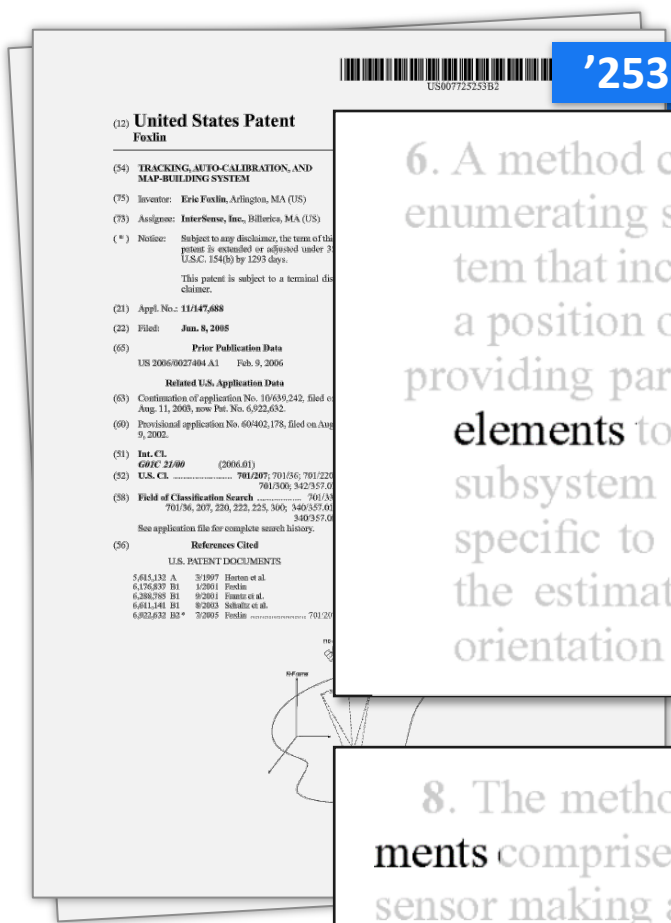 US007725253B2
'253
(12) United States Patent
Foxlin
(54) TRACKING, AUTO-CALIBRATION, AND
MAP-BUILDING SYSTEM
(75) Inventor: Eric Foxlin, Arlington, MA (US)
(73) Assignee: InterSense, Inc., Billerica, MA (US)
( * ) Notice: Subject to any disclaimer, the term of this
patent is extended or adjusted under 3
U.S.C. 154(b) by 1293 days.
This patent is subject to a terminal dis
claimer.
(21) Appl. No.: 11/147,688
(22) Filed: Jun. 8, 2005
(65) Prior Publication Data
US 2006/0027404 A1 Feb. 9, 2006
Related U.S. Application Data
(63) Continuation of application No. 10/639,242, filed o
Aug. 11, 2003, now Pat. No. 6,922,632.
(60) Provisional application No. 60/402,178, filed on Aug
9, 2002.
(51) Int. Cl.
G01C 21/00 (2006.01)
(52) U.S. Cl. .................... 701/207; 701/36; 701/220
701/300; 342/357.0
(58) Field of Classification Search .................. 701/33
701/36, 207, 220, 222, 225, 300; 340/357.01
340/357.0
See application file for complete search history.
(56) References Cited
U.S. PATENT DOCUMENTS
5,615,132 A 3/1997 Horton et al.
6,176,837 B1 1/2001 Foxlin
6,288,785 B1 9/2001 Frantz et al.
6,611,141 B1 8/2003 Schultz et al.
6,922,632 B2 * 7/2005 Foxlin ..................... 701/20
N-Frame
6. A method c
enumerating s
tem that inc
a position o
providing par
elements to
subsystem
specific to
the estimat
orientation
8. The metho
ments comprise
sensor making